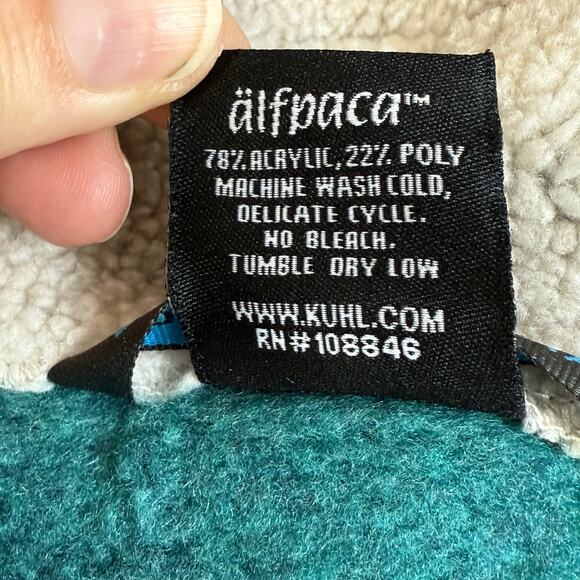 älfpaca™
78% ACRYLIC, 22% POLY
MACHINE WASH COLD,
DELICATE CYCLE.
NO BLEACH.
TUMBLE DRY LOW
WWW.KUHL.COM
RN#108846